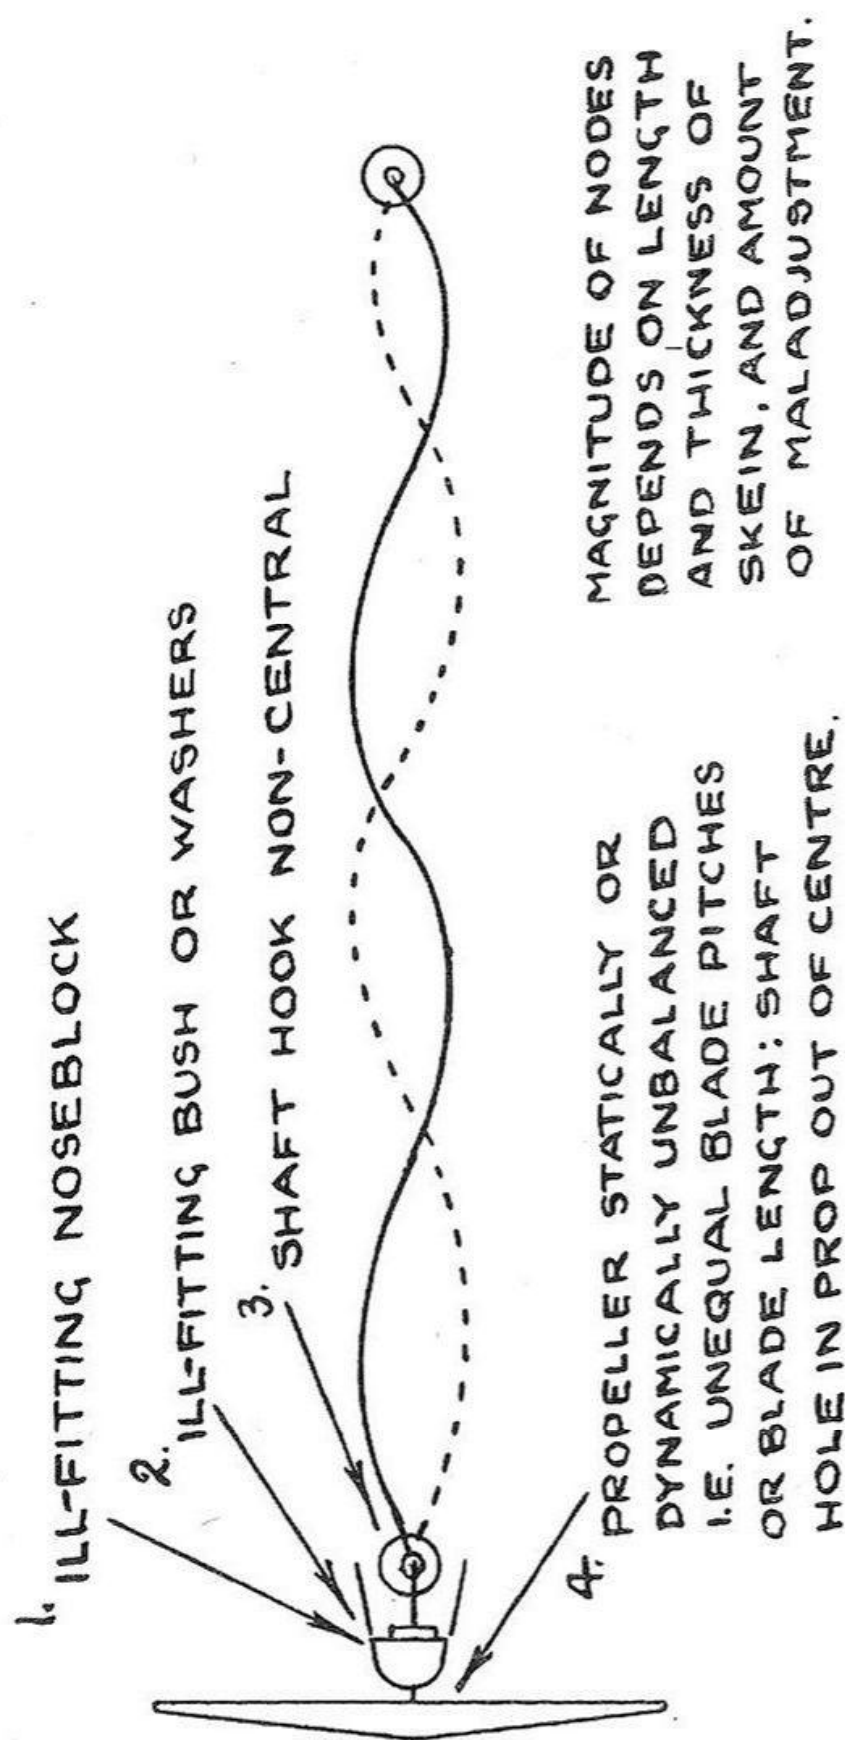 1.
ILL-FITTING NOSEBLOCK
2.
ILL-FITTING BUSH OR WASHERS
3.
SHAFT HOOK NON-CENTRAL
4.
PROPELLER STATICALLY OR
DYNAMICALLY UNBALANCED
I.E. UNEQUAL BLADE PITCHES
OR BLADE LENGTH: SHAFT
HOLE IN PROP OUT OF CENTRE.
MAGNITUDE OF NODES
DEPENDS ON LENGTH
AND THICKNESS OF
SKEIN, AND AMOUNT
OF MALADJUSTMENT.